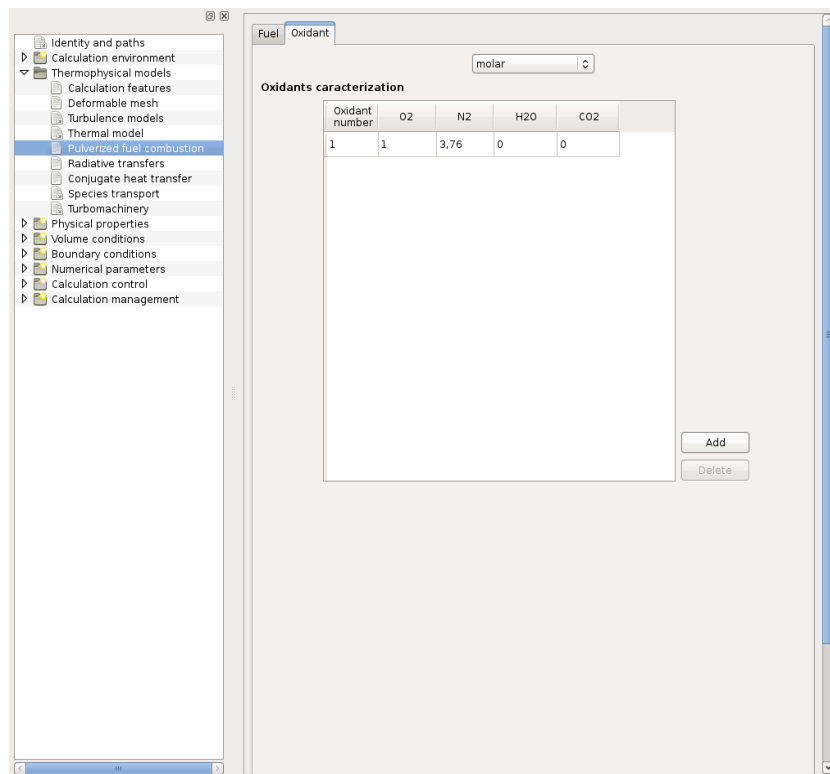 Identity and paths
Calculation environment
Thermophysical models
Calculation features
Deformable mesh
Turbulence models
Thermal model
Pulverized fuel combustion
Radiative transfers
Conjugate heat transfer
Species transport
Turbomachinery
Physical properties
Volume conditions
Boundary conditions
Numerical parameters
Calculation control
Calculation management
Fuel Oxidant
molar
Oxidants caracterization
Oxidant
number O2 N2 H2O CO2
1 1 3,76 0 0
Add
Delete